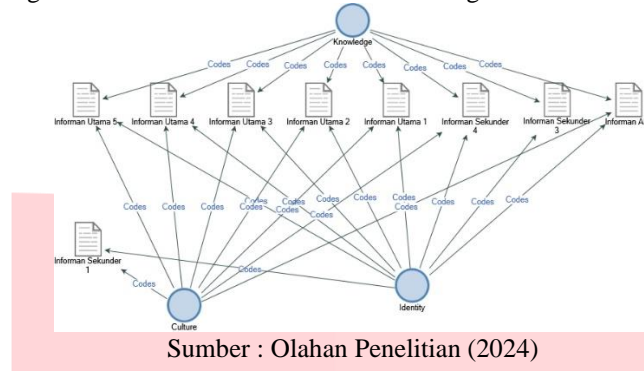 Knowledge
Codes Codes Codes Codes Codes Codes Codes Codes
Informan Utama 5 Informan Utama 4 Informan Utama 3 Informan Utama 2 Informan Utama 1 Informan Sekunder 4 Informan Sekunder 3 Informan A
Codes Codes Codes Codes Codes Codes Codes Codes Codes Codes Codes Codes
Codes Codes Codes
Informan Sekunder 1
Codes Codes
Culture
Identity
Sumber : Olahan Penelitian (2024)